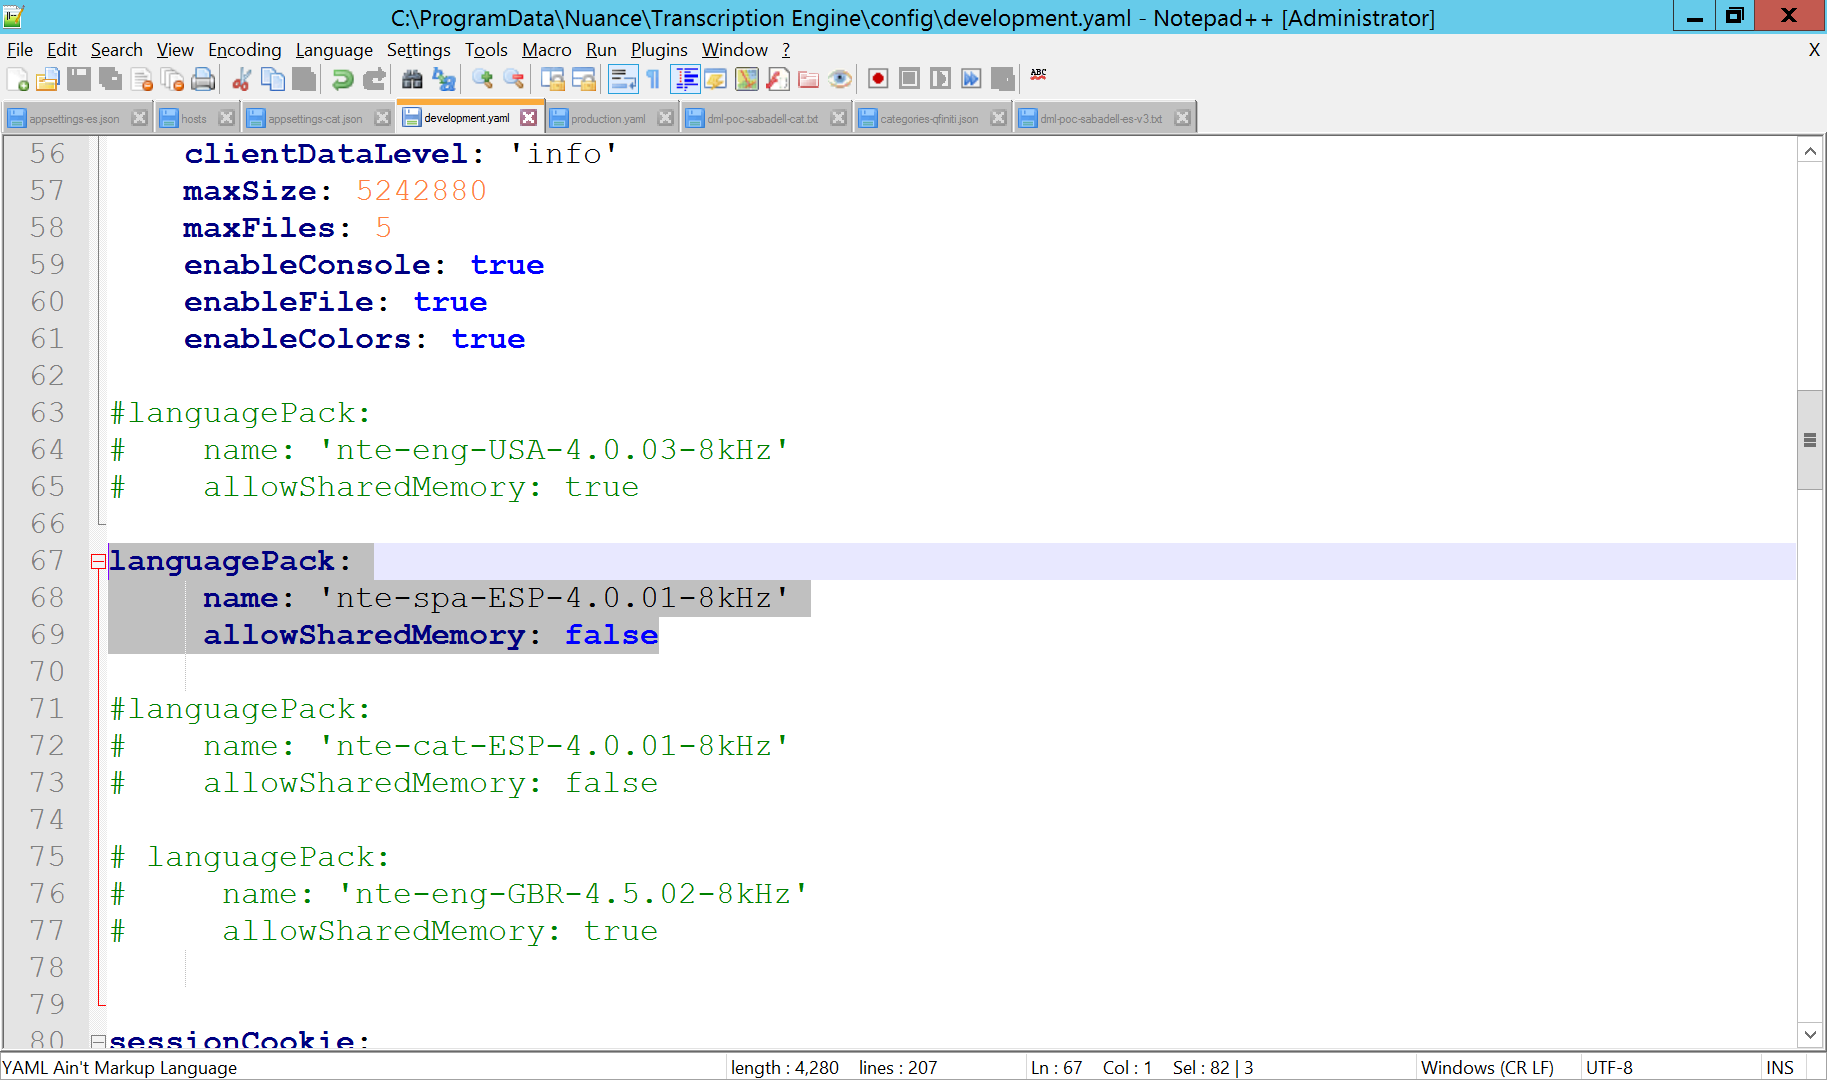 C:\ProgramData\Nuance\Transcription Engine\config\development.yaml - Notepad++ [Administrator]
File Edit Search View Encoding Language Settings Tools Macro Run Plugins Window ? X
ABC
appsettings-es.json hosts appsettings-cat.json development.yaml production.yaml dml-poc-sabadell-cat.txt categories-qfiniti.json dml-poc-sabadell-es-v3.txt
56 clientDataLevel: 'info'
57 maxSize: 5242880
58 maxFiles: 5
59 enableConsole: true
60 enableFile: true
61 enableColors: true
62
63 #languagePack:
64 # name: 'nte-eng-USA-4.0.03-8kHz'
65 # allowSharedMemory: true
66
67 languagePack:
68 name: 'nte-spa-ESP-4.0.01-8kHz'
69 allowSharedMemory: false
70
71 #languagePack:
72 # name: 'nte-cat-ESP-4.0.01-8kHz'
73 # allowSharedMemory: false
74
75 # languagePack:
76 # name: 'nte-eng-GBR-4.5.02-8kHz'
77 # allowSharedMemory: true
78
79
80 sessionCookie:
YAML Ain't Markup Language length : 4,280 lines : 207 Ln : 67 Col : 1 Sel : 82 | 3 Windows (CR LF) UTF-8 INS